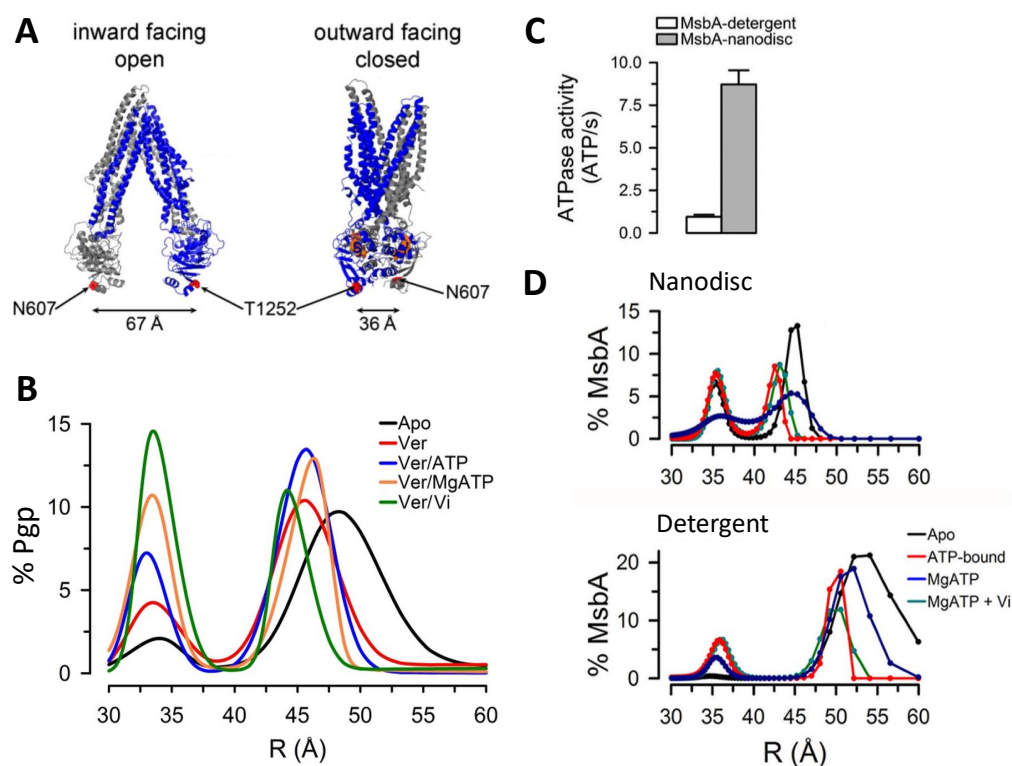 A
inward facing
open
outward facing
closed
N607
T1252
N607
67 Å
36 Å
B
15
10
5
0
% Pgp
Apo
Ver
Ver/ATP
Ver/MgATP
Ver/Vi
30 35 40 45 50 55 60
R (Å)
C
MsbA-detergent
MsbA-nanodisc
10.0
7.5
5.0
2.5
0.0
ATPase activity
(ATP/s)
D
Nanodisc
15
10
5
0
% MsbA
30 35 40 45 50 55 60
Detergent
20
10
0
% MsbA
Apo
ATP-bound
MgATP
MgATP + Vi
30 35 40 45 50 55 60
R (Å)